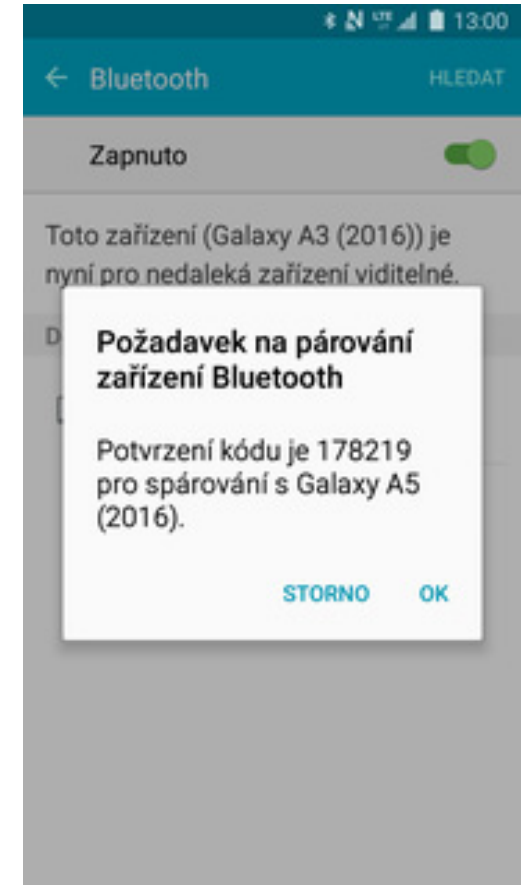 LTE 13:00
Bluetooth HLEDAT
Zapnuto
Toto zařízení (Galaxy A3 (2016)) je
nyní pro nedaleká zařízení viditelné.
D
Požadavek na párování
zařízení Bluetooth
Potvrzení kódu je 178219
pro spárování s Galaxy A5
(2016).
STORNO OK